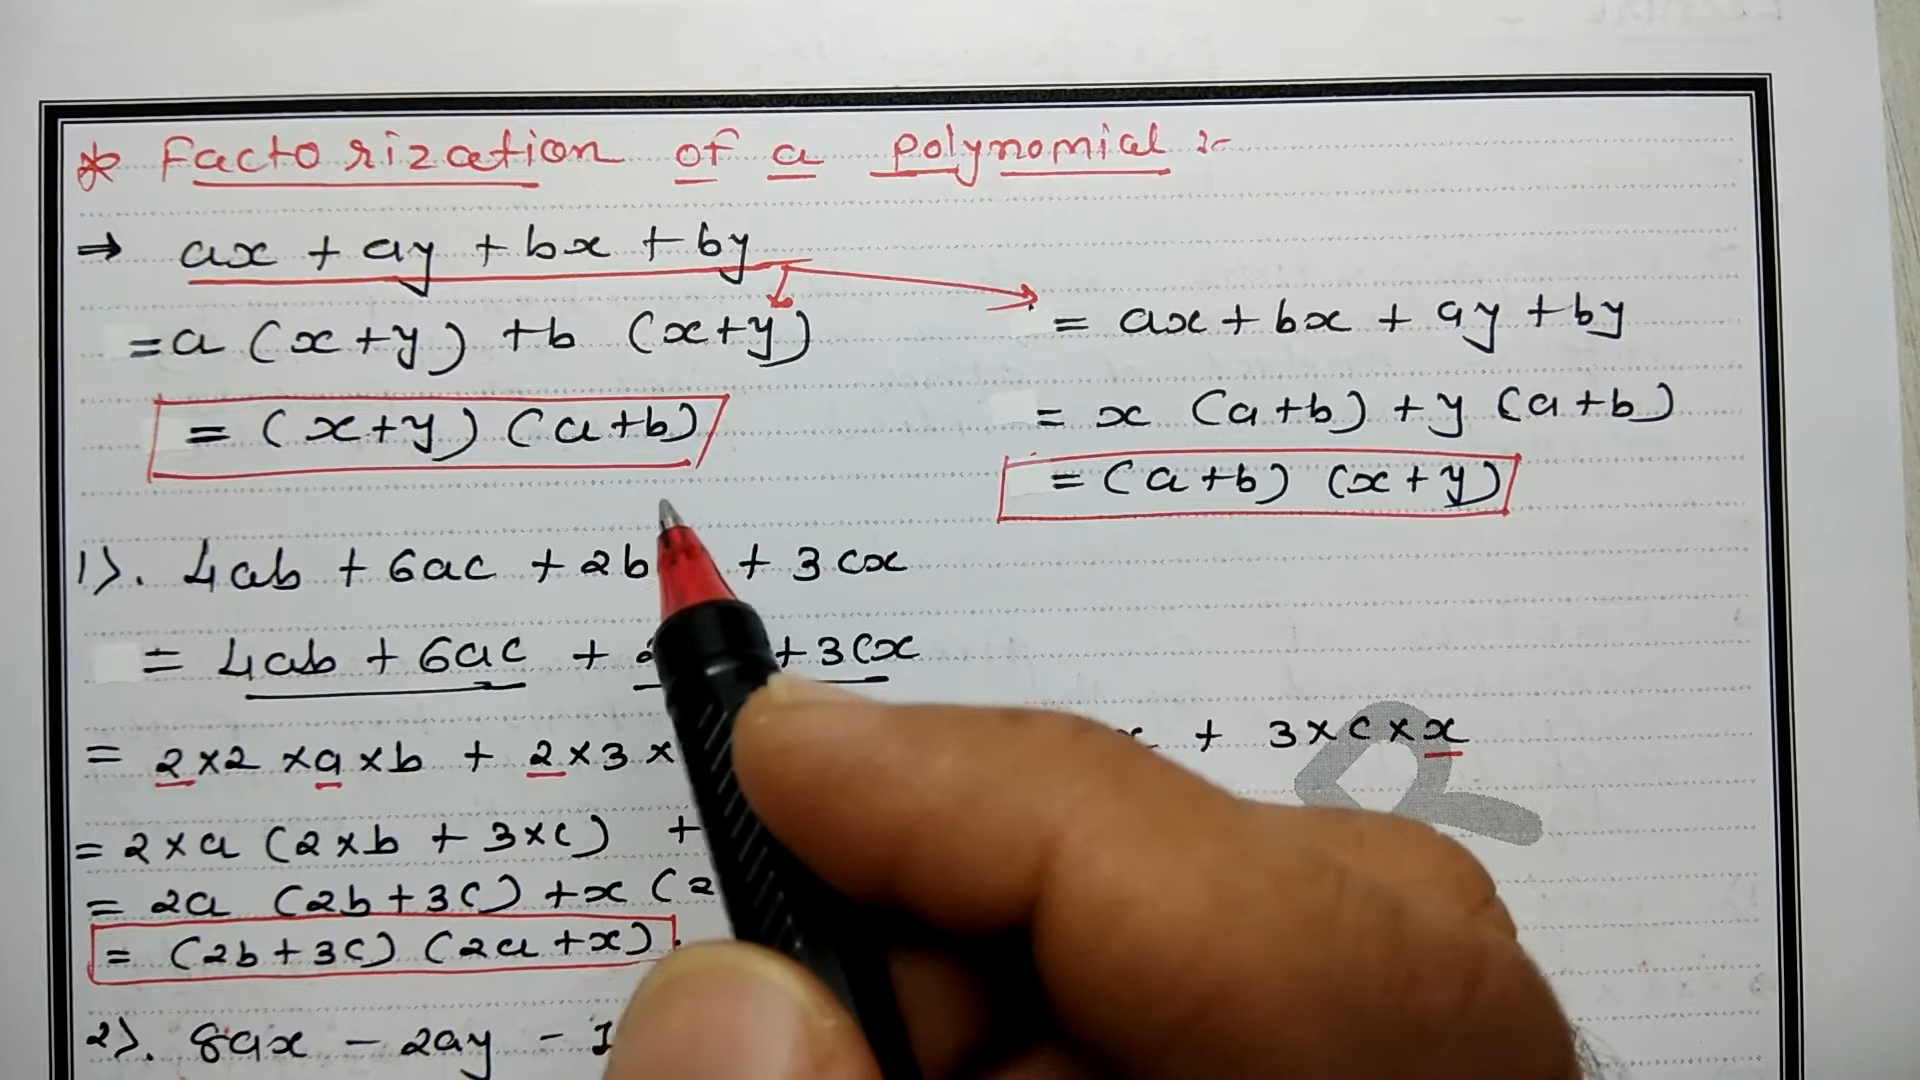 * Factorization of a polynomial :-
⇒ ax + ay + bx + by
= a (x+y) + b (x+y)
= (x+y) (a+b)
= ax + bx + ay + by
= x (a+b) + y (a+b)
= (a+b) (x+y)
1). 4ab + 6ac + 2b + 3cx
= 4ab + 6ac + + 3cx
= 2×2×a×b + 2×3× + 3×c×x
= 2×a (2×b + 3×c) +
= 2a (2b+3c) + x (2
= (2b+3c) (2a+x).
2). 8ax - 2ay -